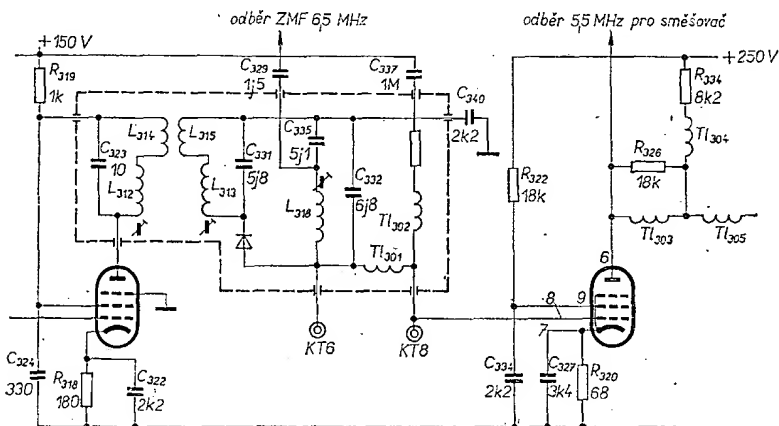 odběr ZMF 6,5 MHz
odběr 5,5 MHz pro směšovač
+150 V
+250 V
R319
1k
C329
1j5
C337
1M
C340
2k2
R334
8k2
Tl304
L314
L315
C335
5j1
C323
10
C331
5j8
C332
6j8
L312
L313
L318
Tl302
Tl301
R322
18k
R326
18k
Tl303
Tl305
6
8
9
7
KT6
KT8
C324
330
R318
180
C322
2k2
C334
2k2
C327
3k4
R320
68